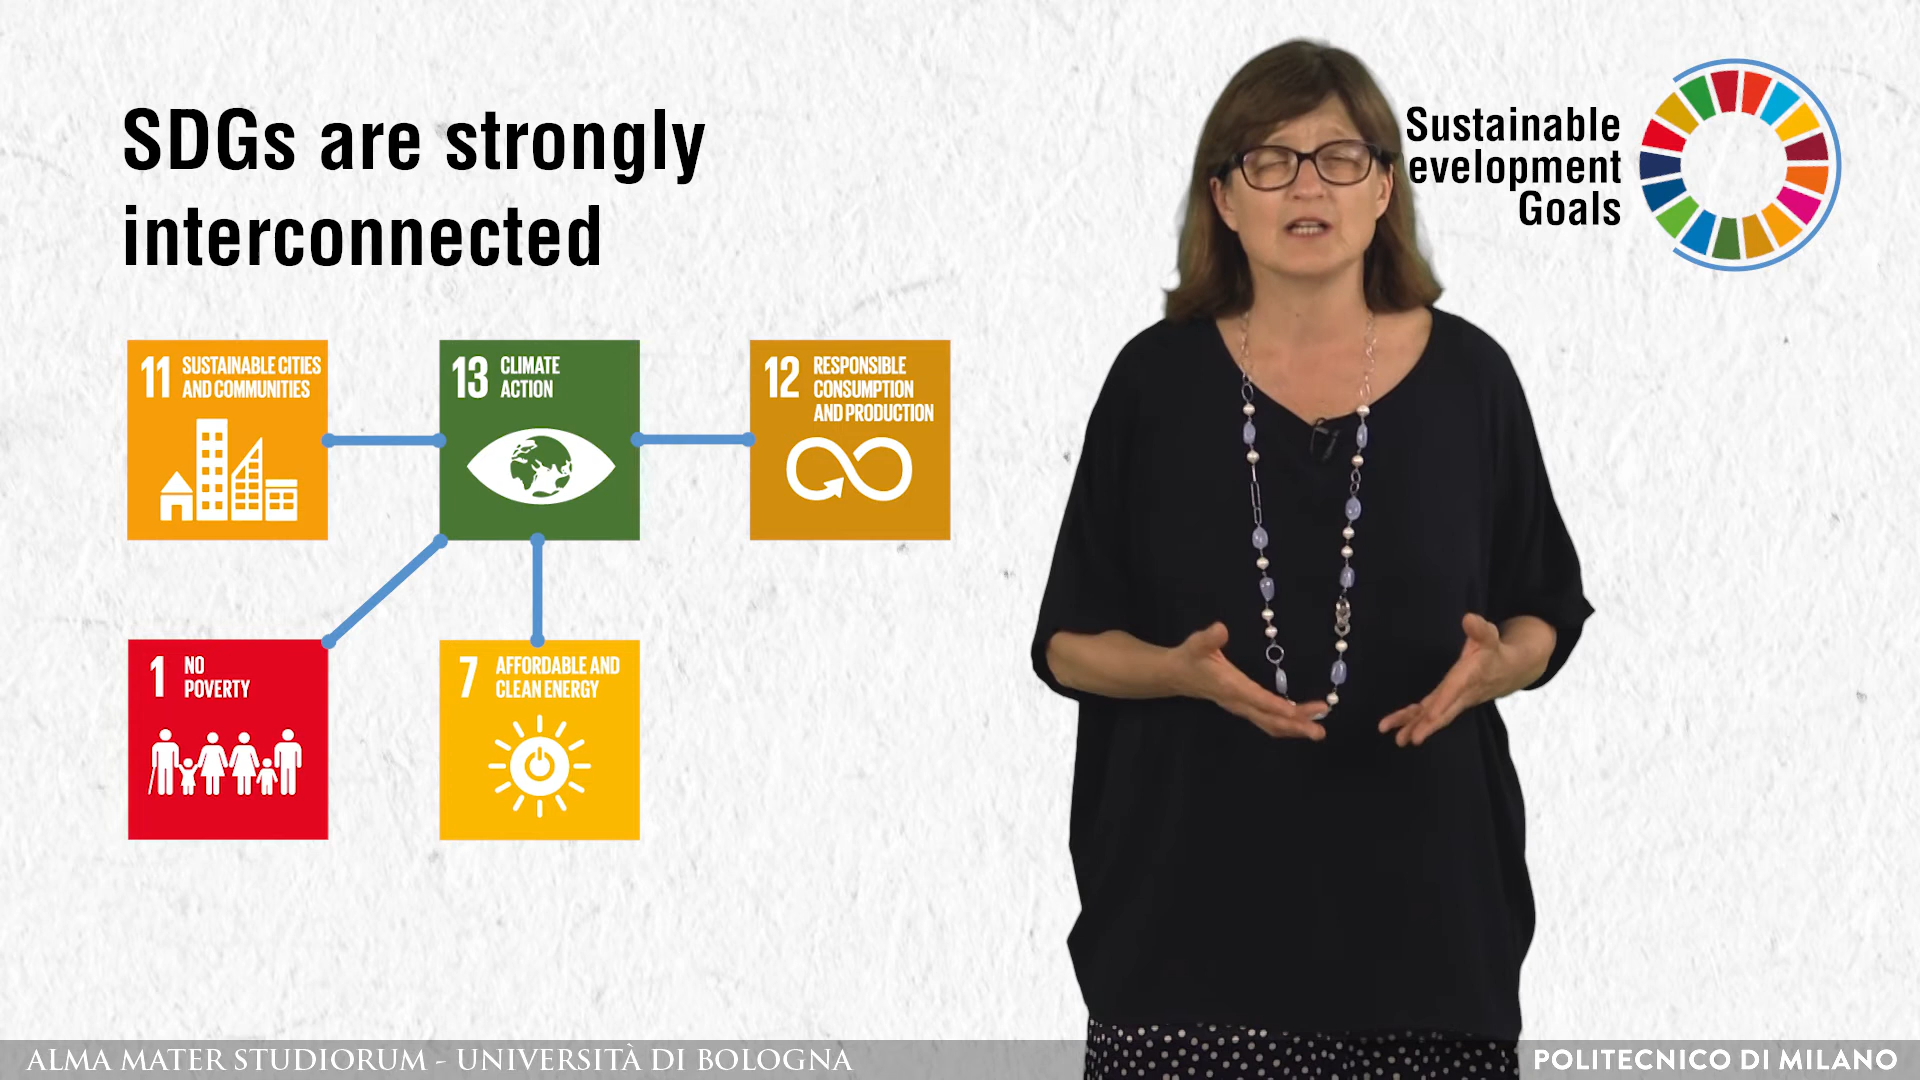 SDGs are strongly
interconnected
Sustainable
evelopment
Goals
11 SUSTAINABLE CITIES
AND COMMUNITIES
13 CLIMATE
ACTION
12 RESPONSIBLE
CONSUMPTION
AND PRODUCTION
1 NO
POVERTY
7 AFFORDABLE AND
CLEAN ENERGY
ALMA MATER STUDIORUM - UNIVERSITÀ DI BOLOGNA
POLITECNICO DI MILANO